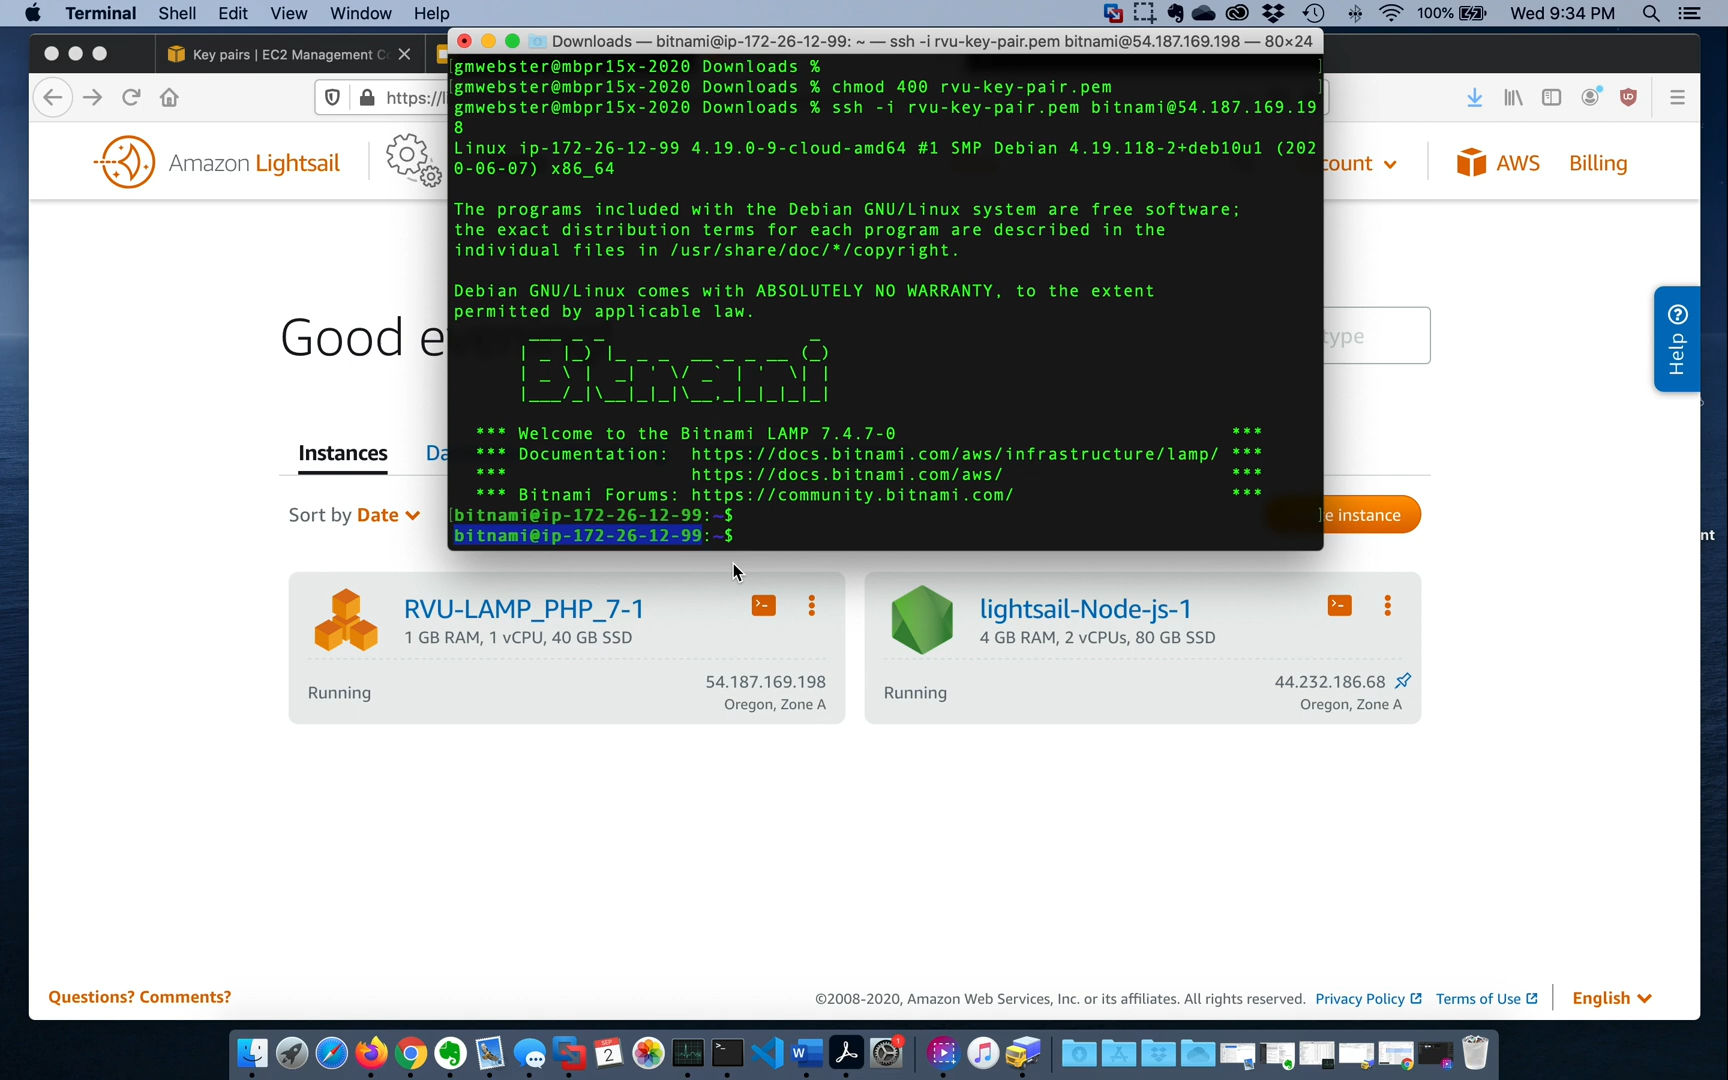 Terminal Shell Edit View Window Help
100% Wed 9:34 PM
Key pairs | EC2 Management C
Downloads — bitnami@ip-172-26-12-99: ~ — ssh -i rvu-key-pair.pem bitnami@54.187.169.198 — 80×24
https://l
gmwebster@mbpr15x-2020 Downloads %
gmwebster@mbpr15x-2020 Downloads % chmod 400 rvu-key-pair.pem
gmwebster@mbpr15x-2020 Downloads % ssh -i rvu-key-pair.pem bitnami@54.187.169.19
8
Linux ip-172-26-12-99 4.19.0-9-cloud-amd64 #1 SMP Debian 4.19.118-2+deb10u1 (202
0-06-07) x86_64
The programs included with the Debian GNU/Linux system are free software;
the exact distribution terms for each program are described in the
individual files in /usr/share/doc/*/copyright.
Debian GNU/Linux comes with ABSOLUTELY NO WARRANTY, to the extent
permitted by applicable law.
Bitnami
*** Welcome to the Bitnami LAMP 7.4.7-0 ***
*** Documentation: https://docs.bitnami.com/aws/infrastructure/lamp/ ***
*** https://docs.bitnami.com/aws/ ***
*** Bitnami Forums: https://community.bitnami.com/ ***
bitnami@ip-172-26-12-99:~$
bitnami@ip-172-26-12-99:~$
Amazon Lightsail
count AWS Billing
Good e
type
Help
Instances Da
Sort by Date
e instance
nt
RVU-LAMP_PHP_7-1
1 GB RAM, 1 vCPU, 40 GB SSD
Running
54.187.169.198
Oregon, Zone A
lightsail-Node-js-1
4 GB RAM, 2 vCPUs, 80 GB SSD
Running
44.232.186.68
Oregon, Zone A
Questions? Comments?
©2008-2020, Amazon Web Services, Inc. or its affiliates. All rights reserved. Privacy Policy Terms of Use English
SEP
2
1